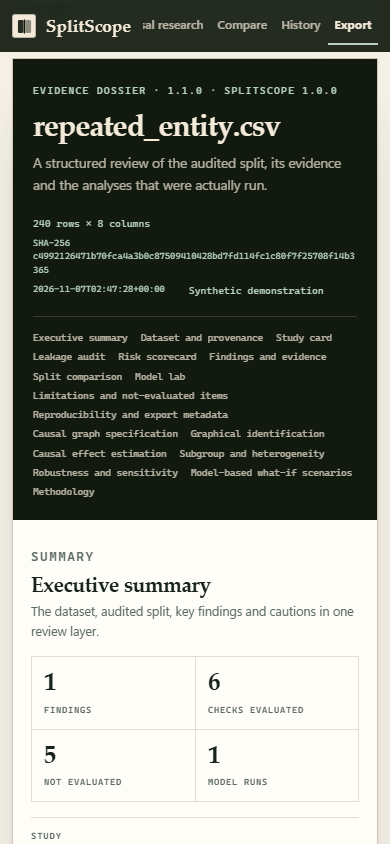 SplitScope
research Compare History Export
EVIDENCE DOSSIER · 1.1.0 · SPLITSCOPE 1.0.0
repeated_entity.csv
A structured review of the audited split, its evidence
and the analyses that were actually run.
240 rows × 8 columns
SHA-256
c4992126471b70fca4a3b0c87509410428bd7fd114fc1c80f7f25708f14b3
365
2026-11-07T02:47:28+00:00 Synthetic demonstration
Executive summary Dataset and provenance Study card
Leakage audit Risk scorecard Findings and evidence
Split comparison Model lab
Limitations and not-evaluated items
Reproducibility and export metadata
Causal graph specification Graphical identification
Causal effect estimation Subgroup and heterogeneity
Robustness and sensitivity Model-based what-if scenarios
Methodology
SUMMARY
Executive summary
The dataset, audited split, key findings and cautions in one
review layer.
1 6
FINDINGS CHECKS EVALUATED
5 1
NOT EVALUATED MODEL RUNS
STUDY